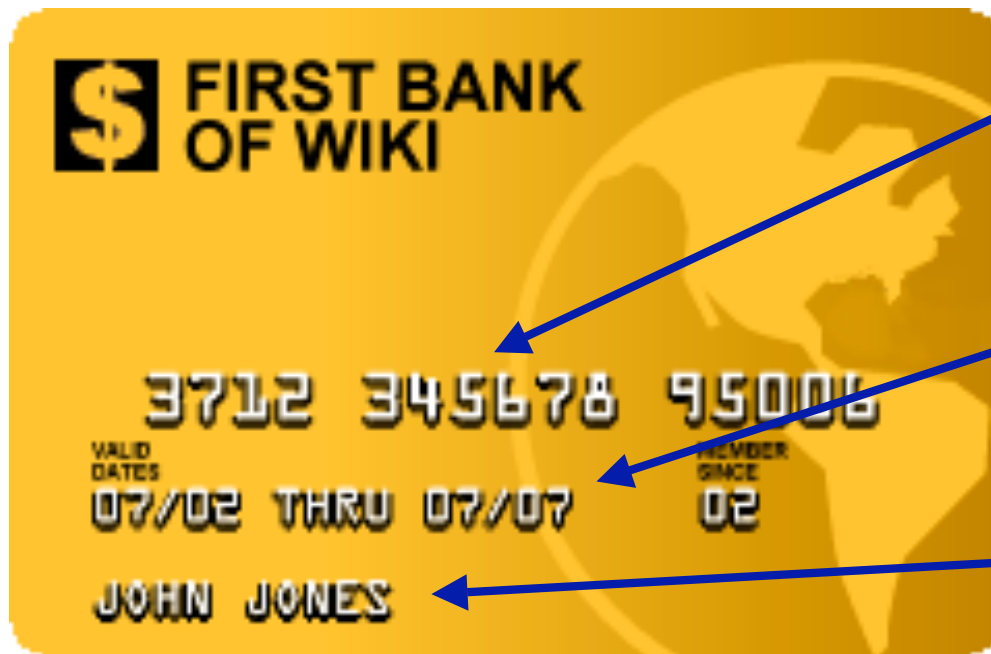 FIRST BANK
OF WIKI
3712 345678 95006
VALID
DATES
MEMBER
SINCE
07/02 THRU 07/07 02
JOHN JONES